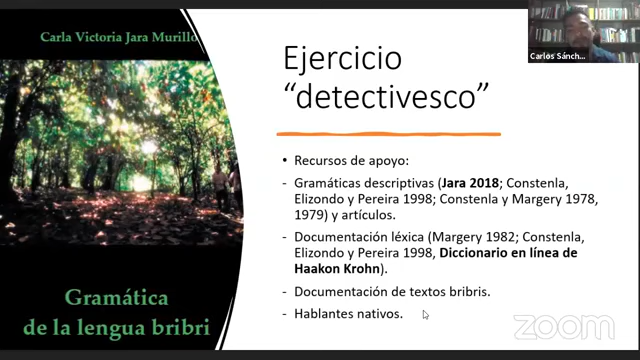 Carla Victoria Jara Murillo
Gramática
de la lengua bribri
Ejercicio
“detectivesco”
• Recursos de apoyo:
- Gramáticas descriptivas (Jara 2018; Constenla,
Elizondo y Pereira 1998; Constenla y Margery 1978,
1979) y artículos.
- Documentación léxica (Margery 1982; Constenla,
Elizondo y Pereira 1998, Diccionario en línea de
Haakon Krohn).
- Documentación de textos bribris.
- Hablantes nativos.
Carlos Sánch...
zoom